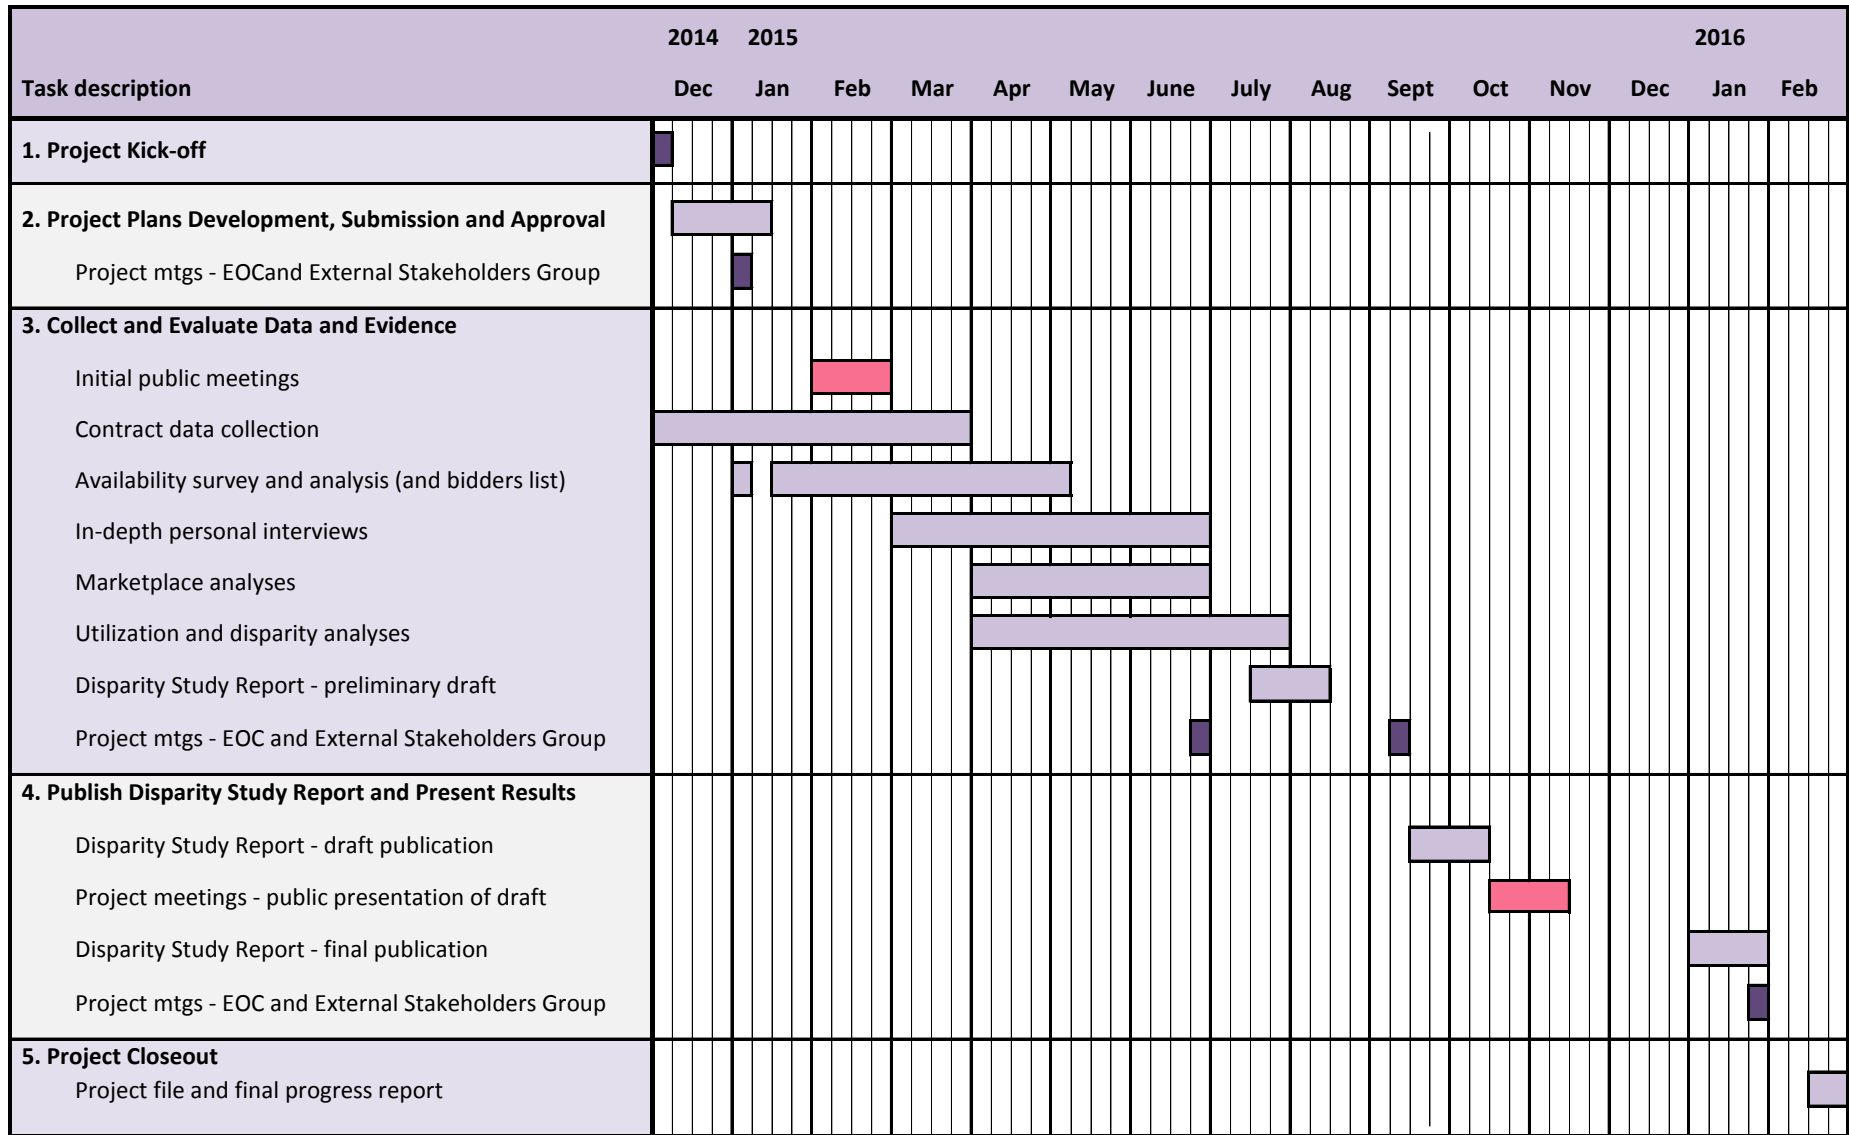 2014 2015 2016
Task description Dec Jan Feb Mar Apr May June July Aug Sept Oct Nov Dec Jan Feb
1. Project Kick-off
2. Project Plans Development, Submission and Approval
Project mtgs - EOCand External Stakeholders Group
3. Collect and Evaluate Data and Evidence
Initial public meetings
Contract data collection
Availability survey and analysis (and bidders list)
In-depth personal interviews
Marketplace analyses
Utilization and disparity analyses
Disparity Study Report - preliminary draft
Project mtgs - EOC and External Stakeholders Group
4. Publish Disparity Study Report and Present Results
Disparity Study Report - draft publication
Project meetings - public presentation of draft
Disparity Study Report - final publication
Project mtgs - EOC and External Stakeholders Group
5. Project Closeout
Project file and final progress report